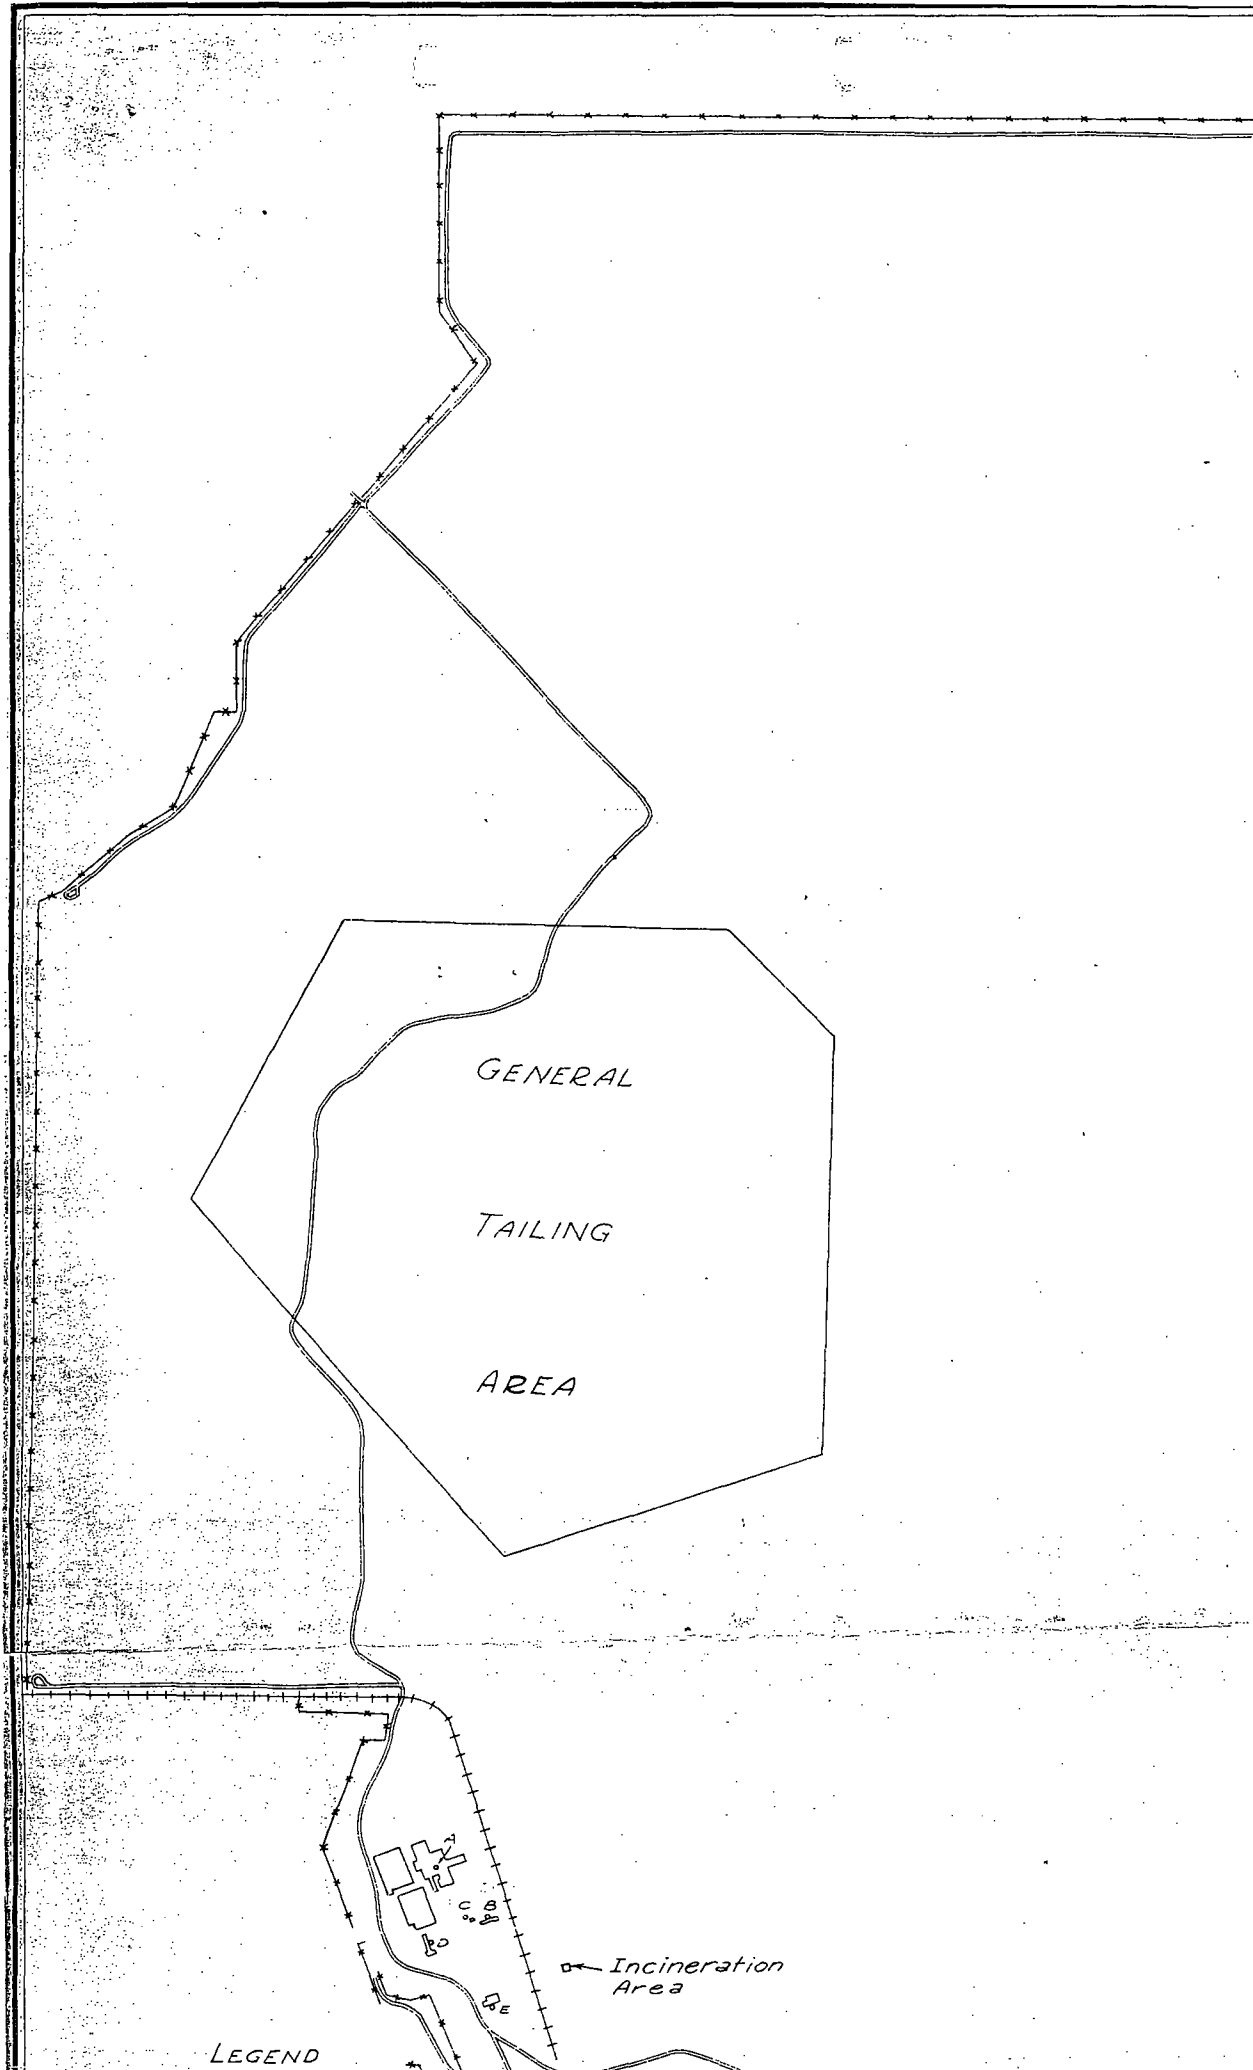 GENERAL
TAILING
AREA
A
C B
D
Incineration
Area
E
LEGEND